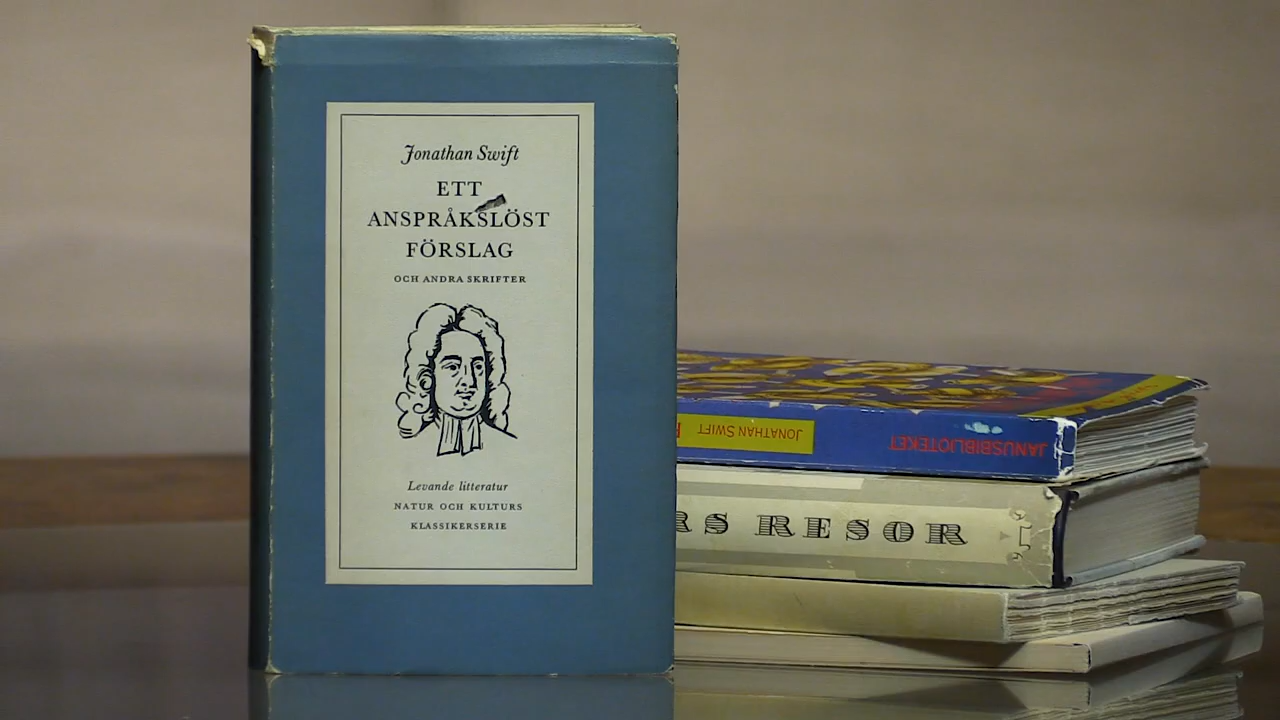 Jonathan Swift
ETT
ANSPRÅKSLÖST
FÖRSLAG
OCH ANDRA SKRIFTER
Levande litteratur
NATUR OCH KULTURS
KLASSIKERSERIE
JONATHAN SWIFT
JANUSBIBLIOTEKET
RS RESOR